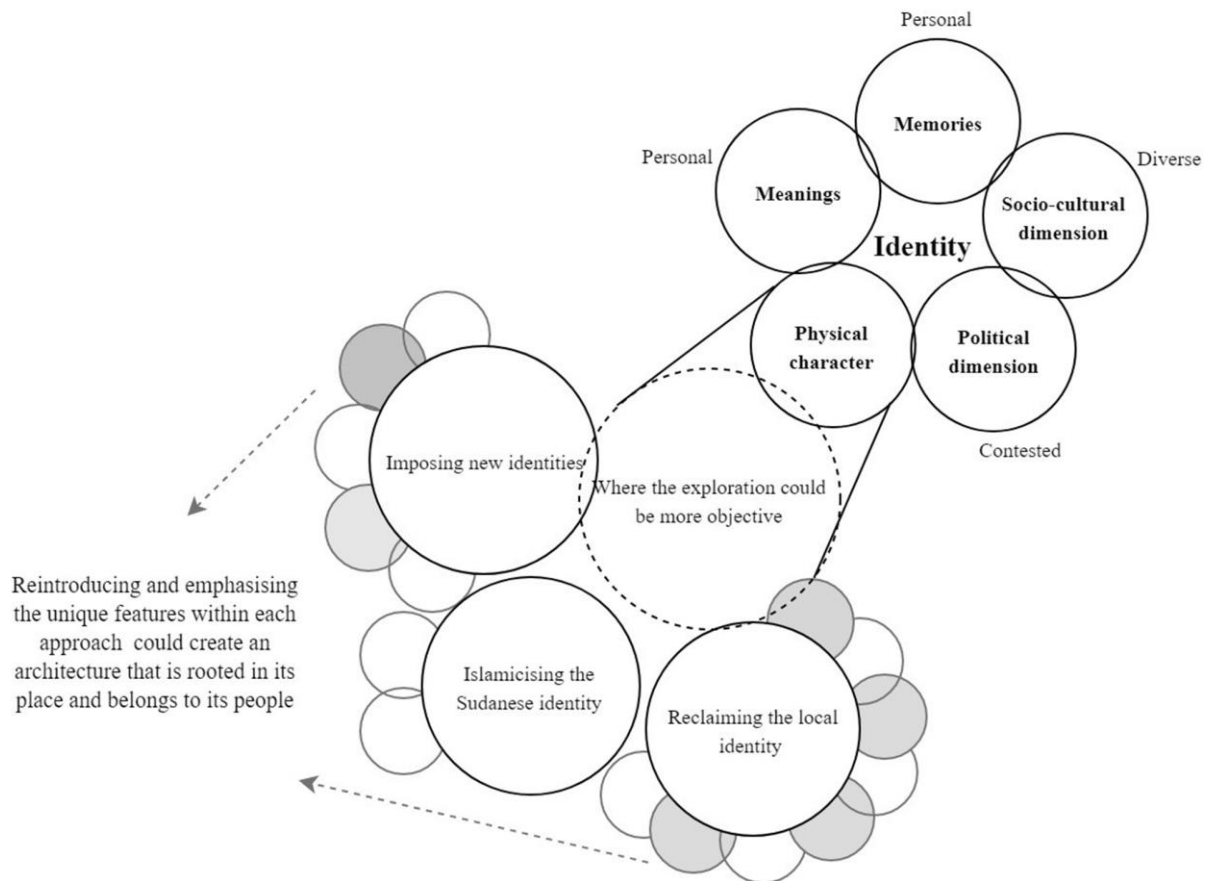 Personal
Memories
Personal
Meanings
Diverse
Socio-cultural
dimension
Identity
Physical
character
Political
dimension
Contested
Imposing new identities
Where the exploration could
be more objective
Reintroducing and emphasising
the unique features within each
approach could create an
architecture that is rooted in its
place and belongs to its people
Islamicising the
Sudanese identity
Reclaiming the local
identity